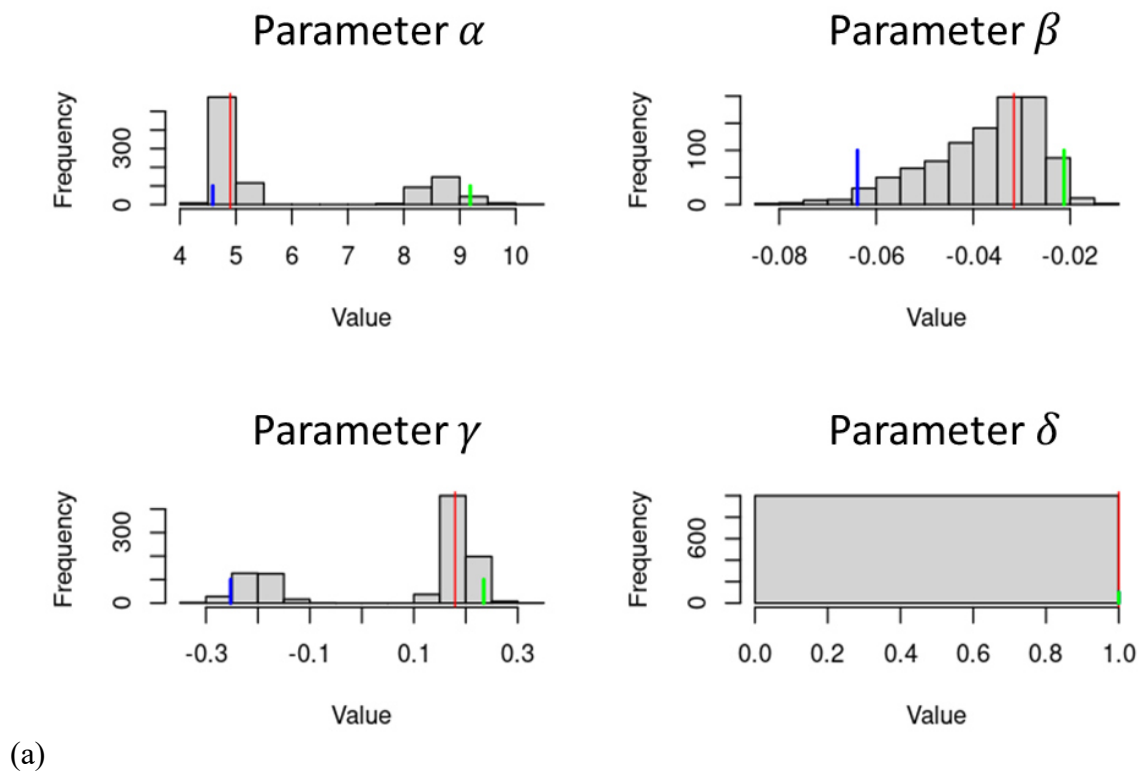 Parameter α
Parameter β
Frequency
0
300
4 5 6 7 8 9 10
Value
Frequency
0
100
-0.08 -0.06 -0.04 -0.02
Value
Parameter γ
Parameter δ
Frequency
0
300
-0.3 -0.1 0.1 0.3
Value
Frequency
0
600
0.0 0.2 0.4 0.6 0.8 1.0
Value
(a)